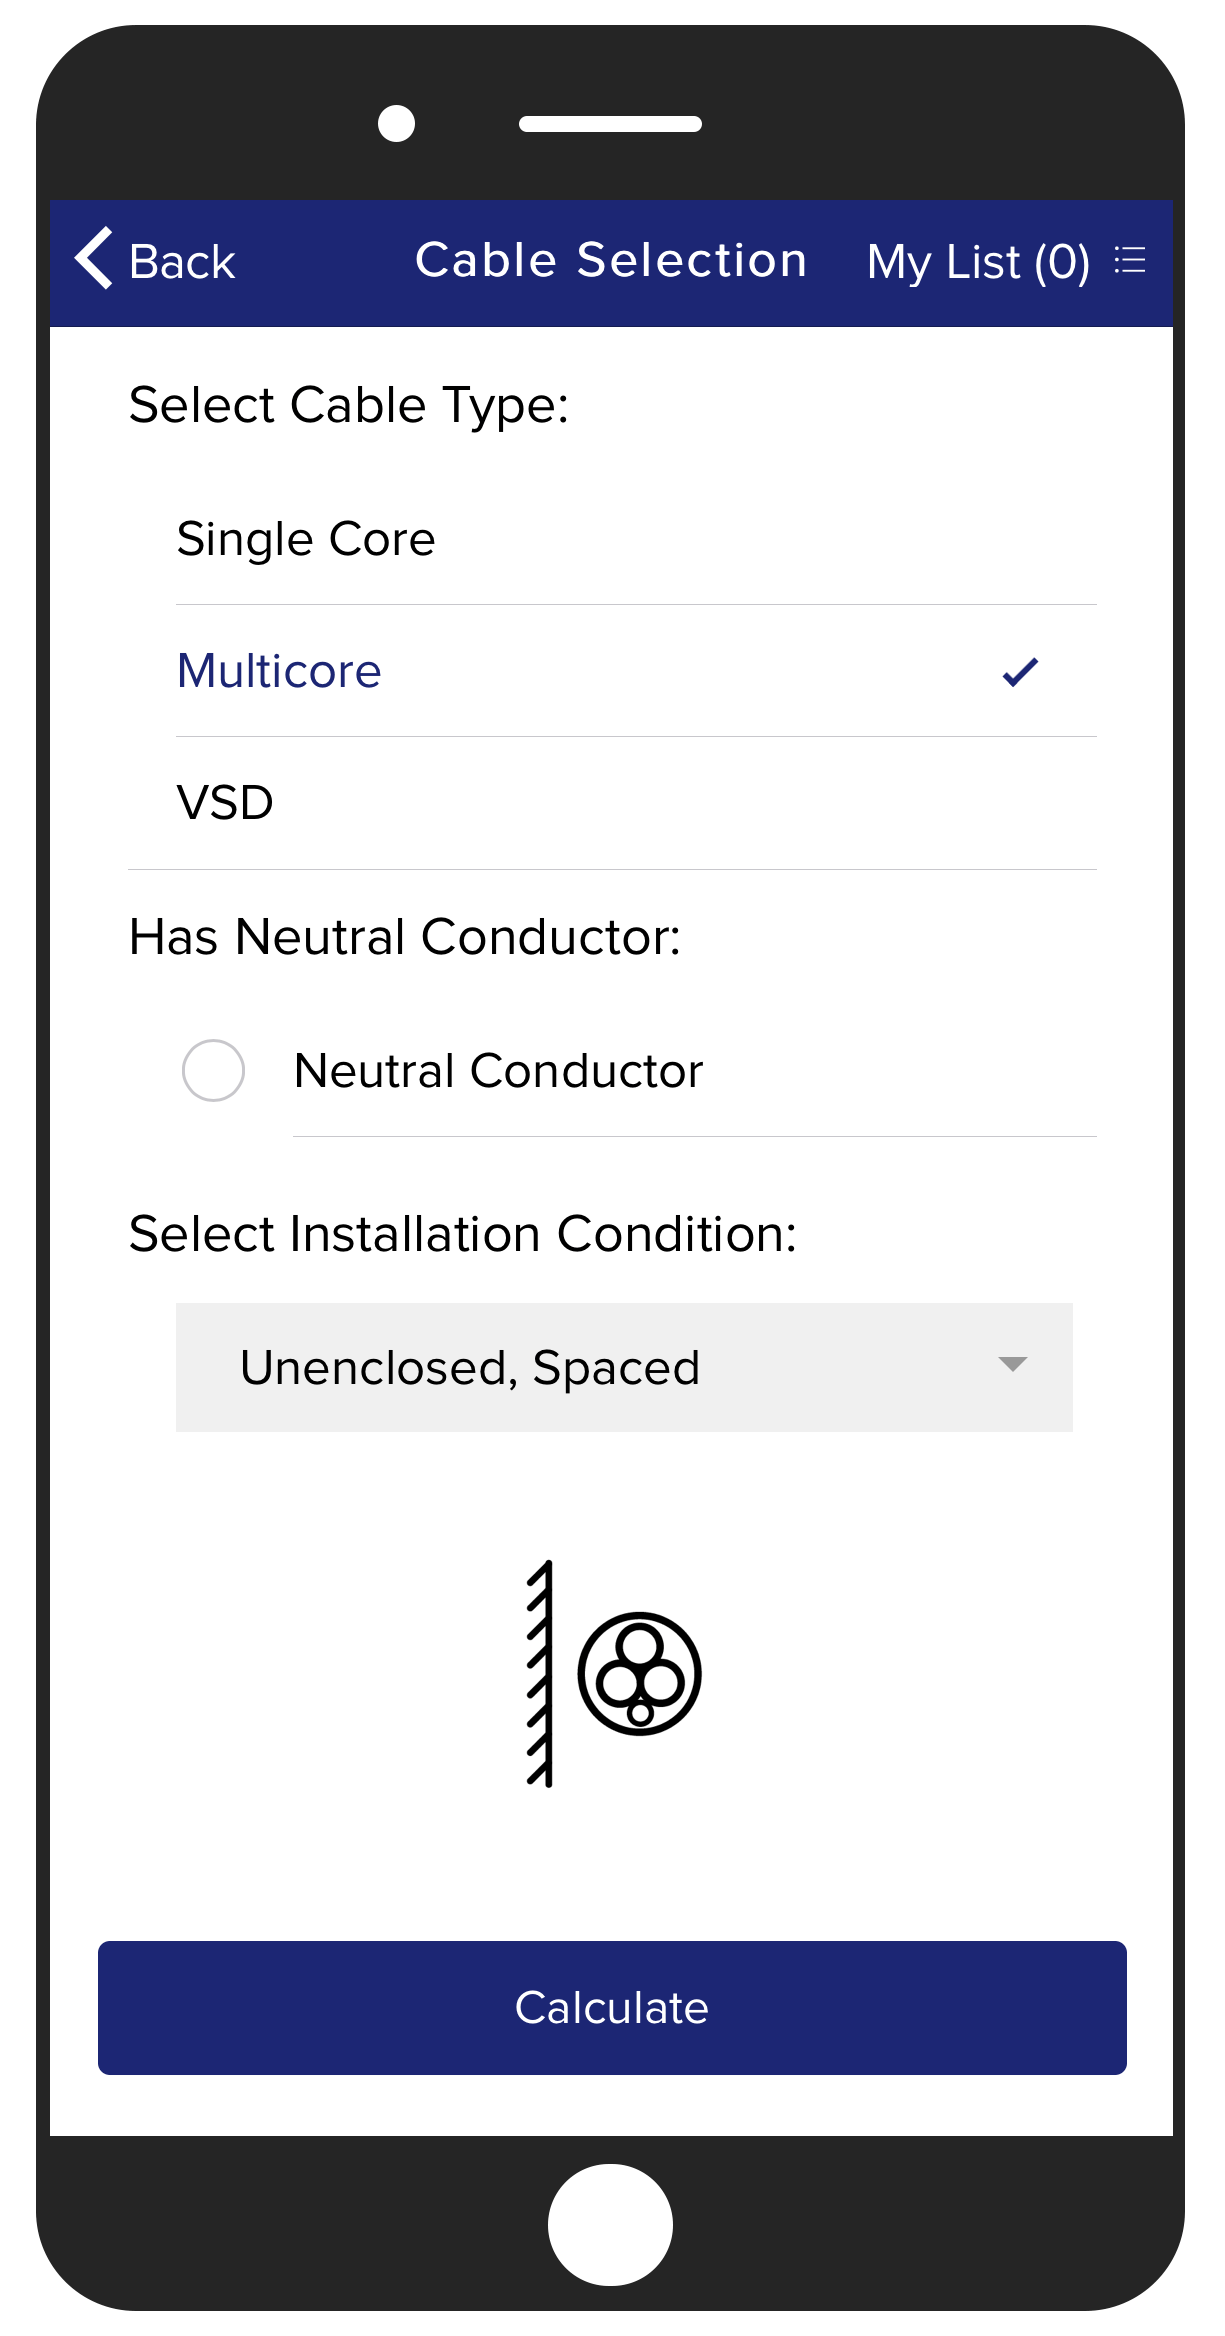 Back
Cable Selection
My List (0)
Select Cable Type:
Single Core
Multicore
VSD
Has Neutral Conductor:
Neutral Conductor
Select Installation Condition:
Unenclosed, Spaced
Calculate